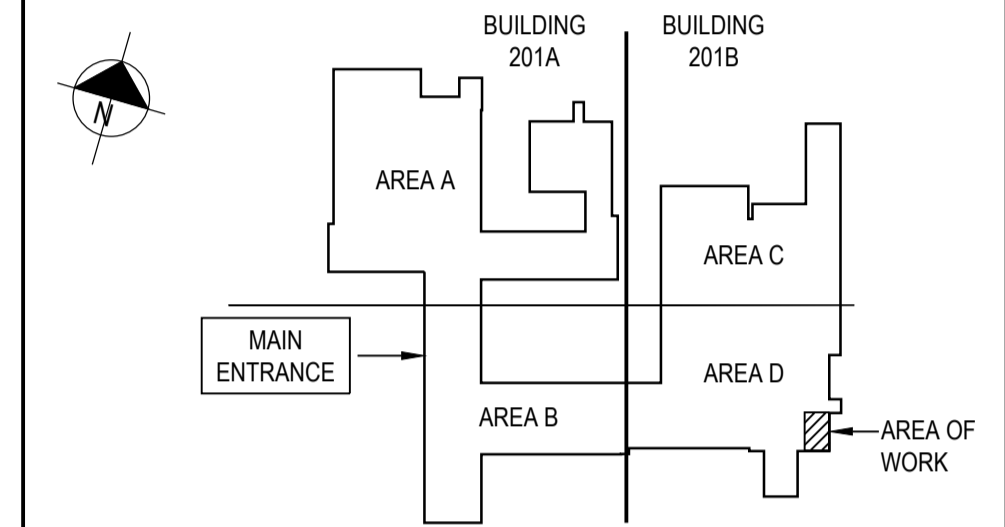 BUILDING
201A
BUILDING
201B
N
AREA A
AREA C
MAIN
ENTRANCE
AREA D
AREA B
AREA OF
WORK